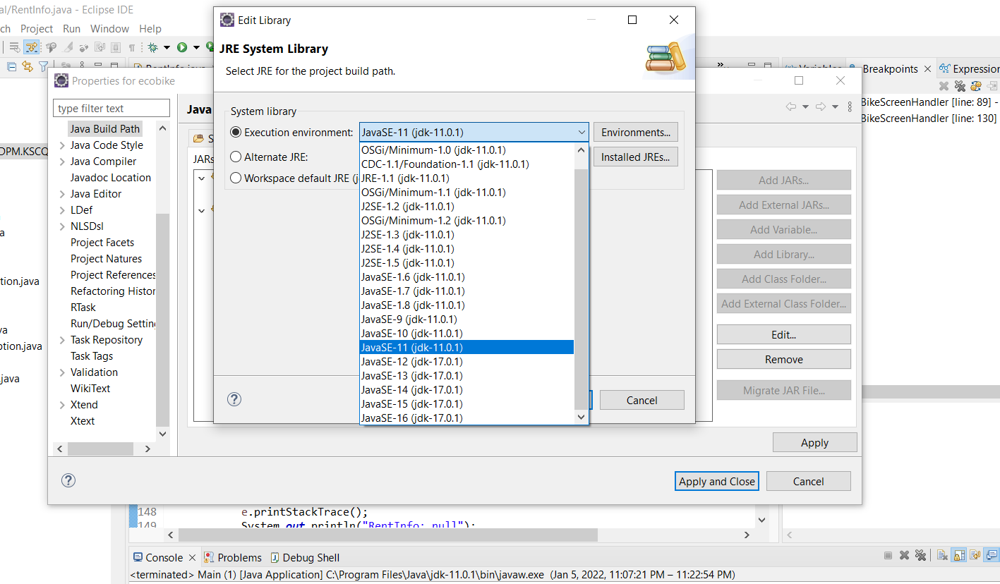 al/RentInfo.java - Eclipse IDE
ch Project Run Window Help
Edit Library
JRE System Library
Select JRE for the project build path.
System library
Execution environment:
JavaSE-11 (jdk-11.0.1)
Environments...
Alternate JRE:
Installed JREs...
Workspace default JRE (j
OSGi/Minimum-1.0 (jdk-11.0.1)
CDC-1.1/Foundation-1.1 (jdk-11.0.1)
JRE-1.1 (jdk-11.0.1)
OSGi/Minimum-1.1 (jdk-11.0.1)
J2SE-1.2 (jdk-11.0.1)
OSGi/Minimum-1.2 (jdk-11.0.1)
J2SE-1.3 (jdk-11.0.1)
J2SE-1.4 (jdk-11.0.1)
J2SE-1.5 (jdk-11.0.1)
JavaSE-1.6 (jdk-11.0.1)
JavaSE-1.7 (jdk-11.0.1)
JavaSE-1.8 (jdk-11.0.1)
JavaSE-9 (jdk-11.0.1)
JavaSE-10 (jdk-11.0.1)
JavaSE-11 (jdk-11.0.1)
JavaSE-12 (jdk-17.0.1)
JavaSE-13 (jdk-17.0.1)
JavaSE-14 (jdk-17.0.1)
JavaSE-15 (jdk-17.0.1)
JavaSE-16 (jdk-17.0.1)
Cancel
Properties for ecobike
type filter text
Java Build Path
Java Code Style
Java Compiler
Javadoc Location
Java Editor
LDef
NLSDsl
Project Facets
Project Natures
Project References
Refactoring Histor
RTask
Run/Debug Settin
Task Repository
Task Tags
Validation
WikiText
Xtend
Xtext
Java
S
JARs
Add JARs...
Add External JARs...
Add Variable...
Add Library...
Add Class Folder...
Add External Class Folder...
Edit...
Remove
Migrate JAR File...
Apply
Apply and Close
Cancel
RentInfo.java
Variables
Breakpoints
Expression
BikeScreenHandler [line: 89] -
BikeScreenHandler [line: 130]
DPM.KSCQ
a
tion.java
va
ption.java
.java
148 e.printStackTrace();
149 System.out.println("RentInfo: null");
Console
Problems
Debug Shell
<terminated> Main (1) [Java Application] C:\Program Files\Java\jdk-11.0.1\bin\javaw.exe (Jan 5, 2022, 11:07:21 PM – 11:22:54 PM)